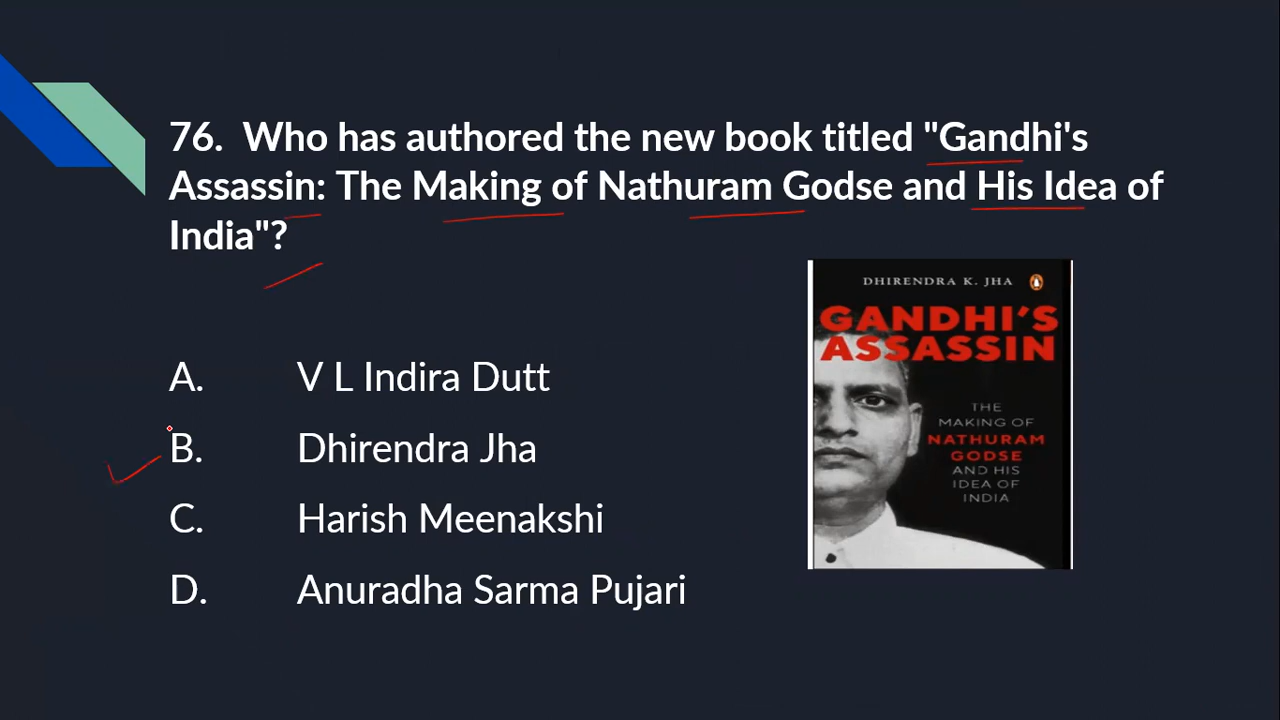 76. Who has authored the new book titled "Gandhi's
Assassin: The Making of Nathuram Godse and His Idea of
India"?
A. V L Indira Dutt
B. Dhirendra Jha
C. Harish Meenakshi
D. Anuradha Sarma Pujari
DHIRENDRA K. JHA
GANDHI'S
ASSASSIN
THE
MAKING OF
NATHURAM
GODSE
AND HIS
IDEA OF
INDIA